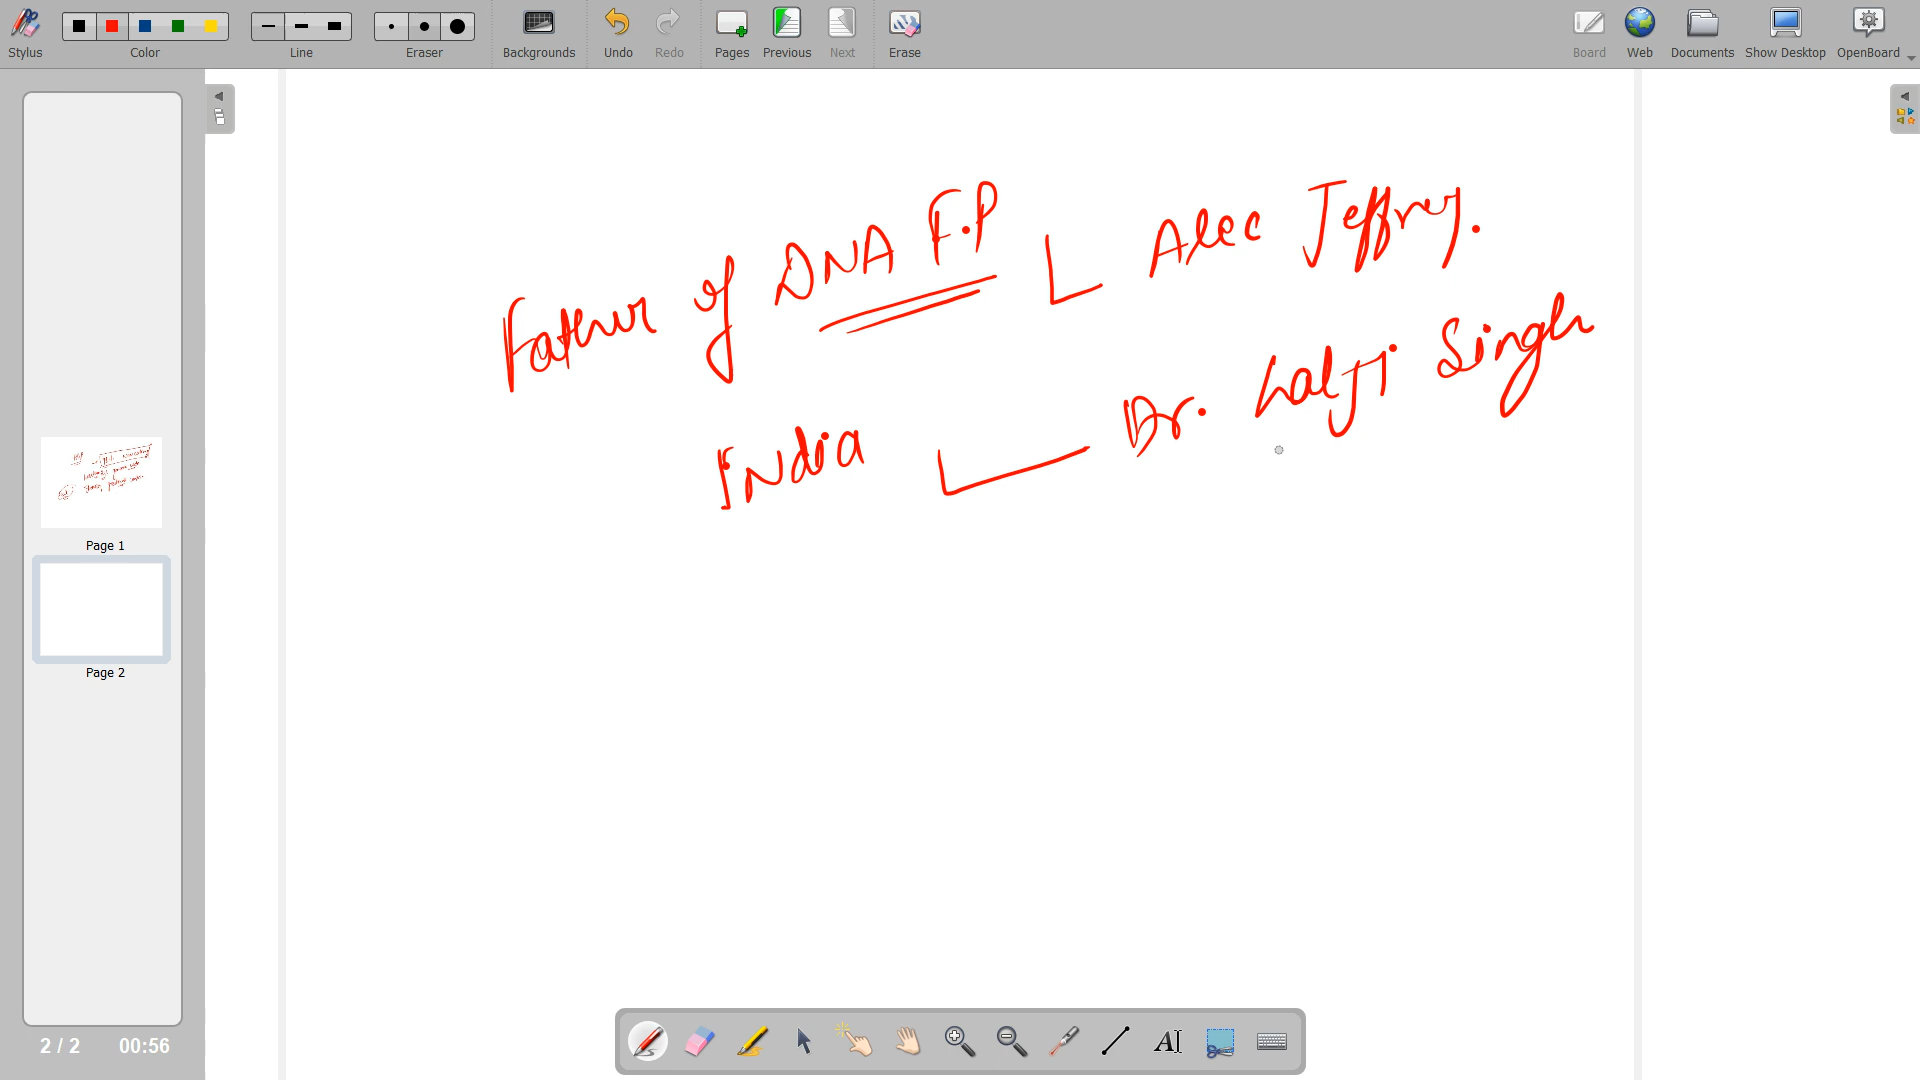 Stylus Color Line Eraser Backgrounds Undo Redo Pages Previous Next Erase Board Web Documents Show Desktop OpenBoard
Father of DNA F.P Alec Jeffrey.
India Dr. Lalji Singh
Page 1
Page 2
2 / 2 00:56